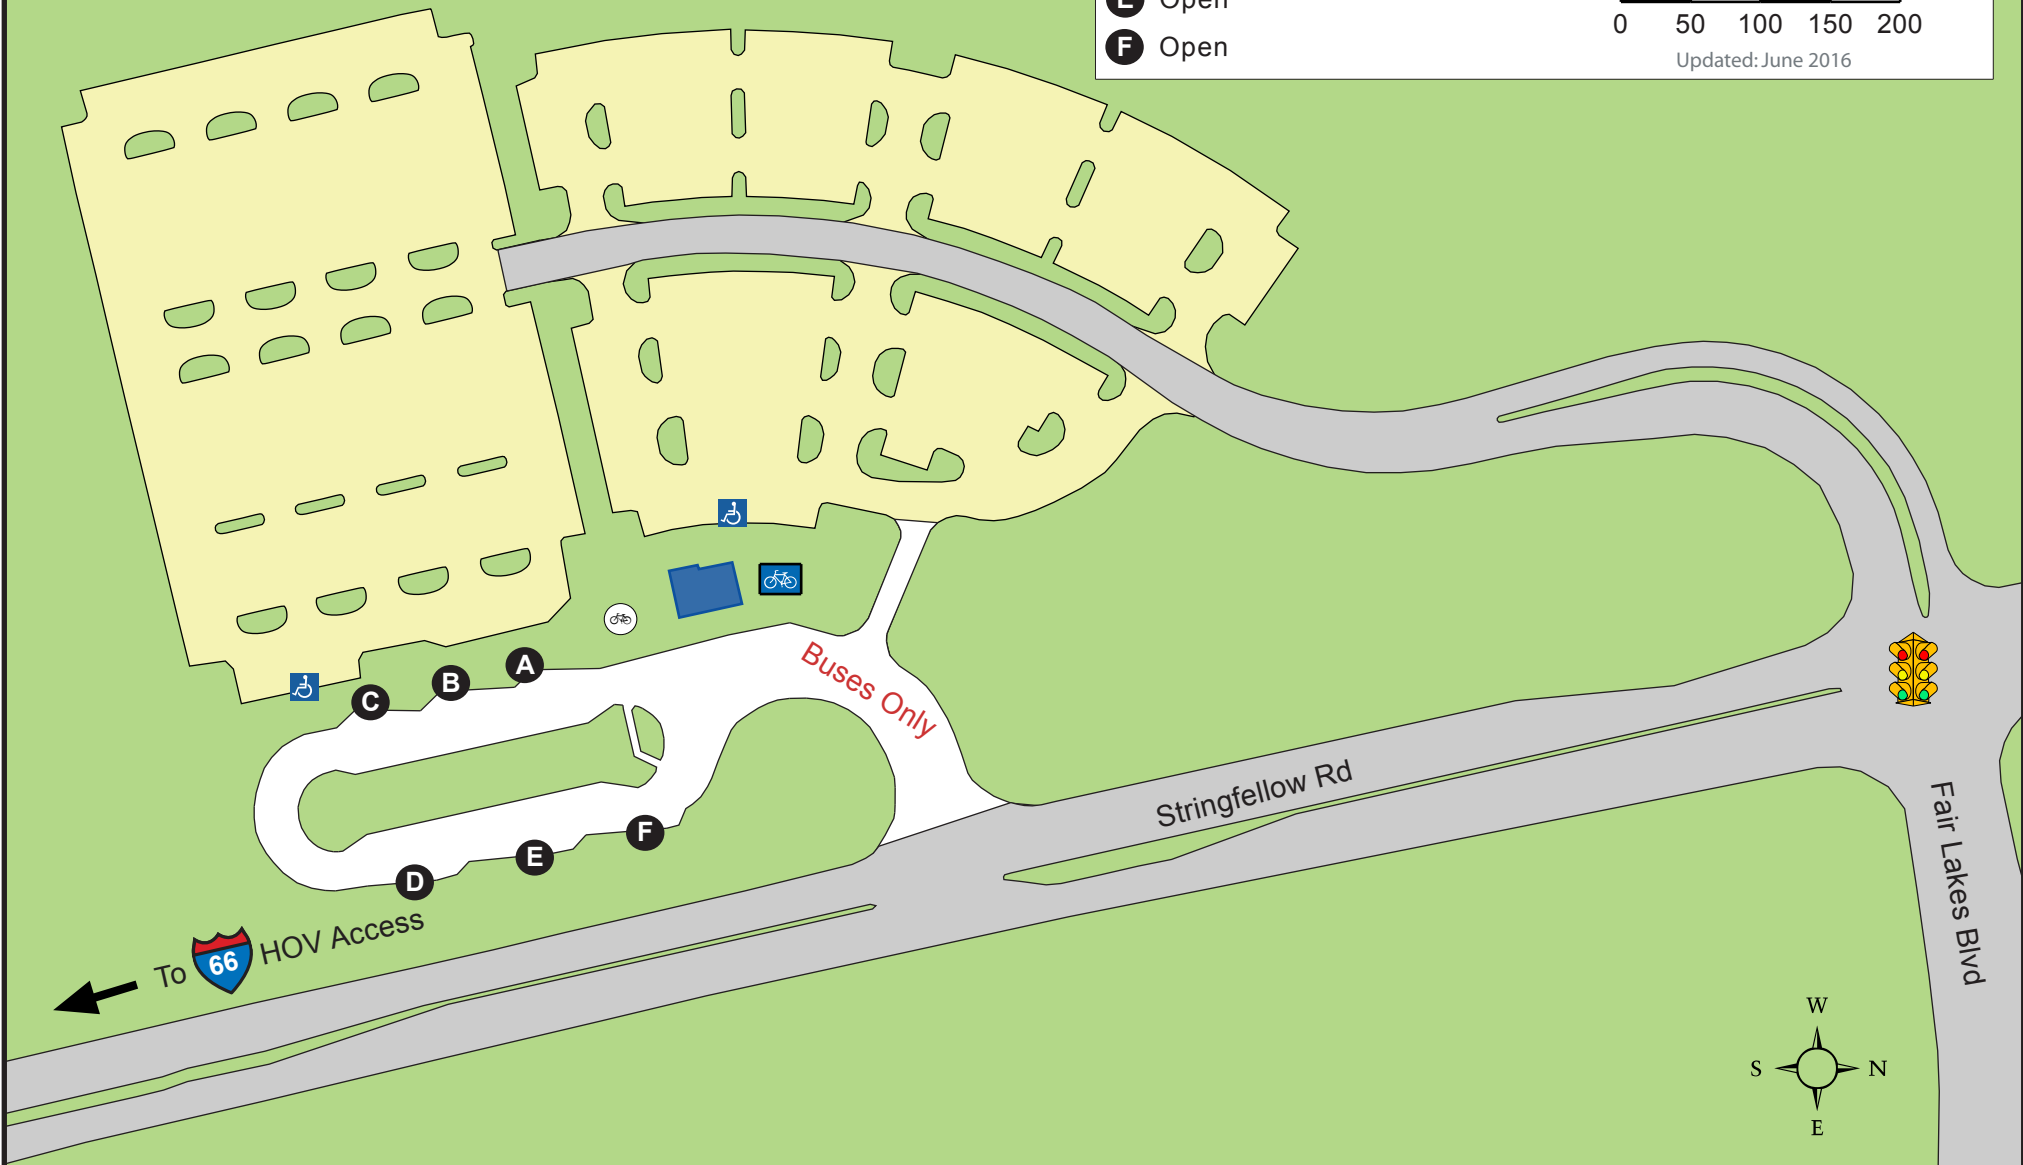 E Open
F Open
0 50 100 150 200
Updated: June 2016
Buses Only
A
B
C
D
E
F
Stringfellow Rd
Fair Lakes Blvd
To 66 HOV Access
W
S N
E